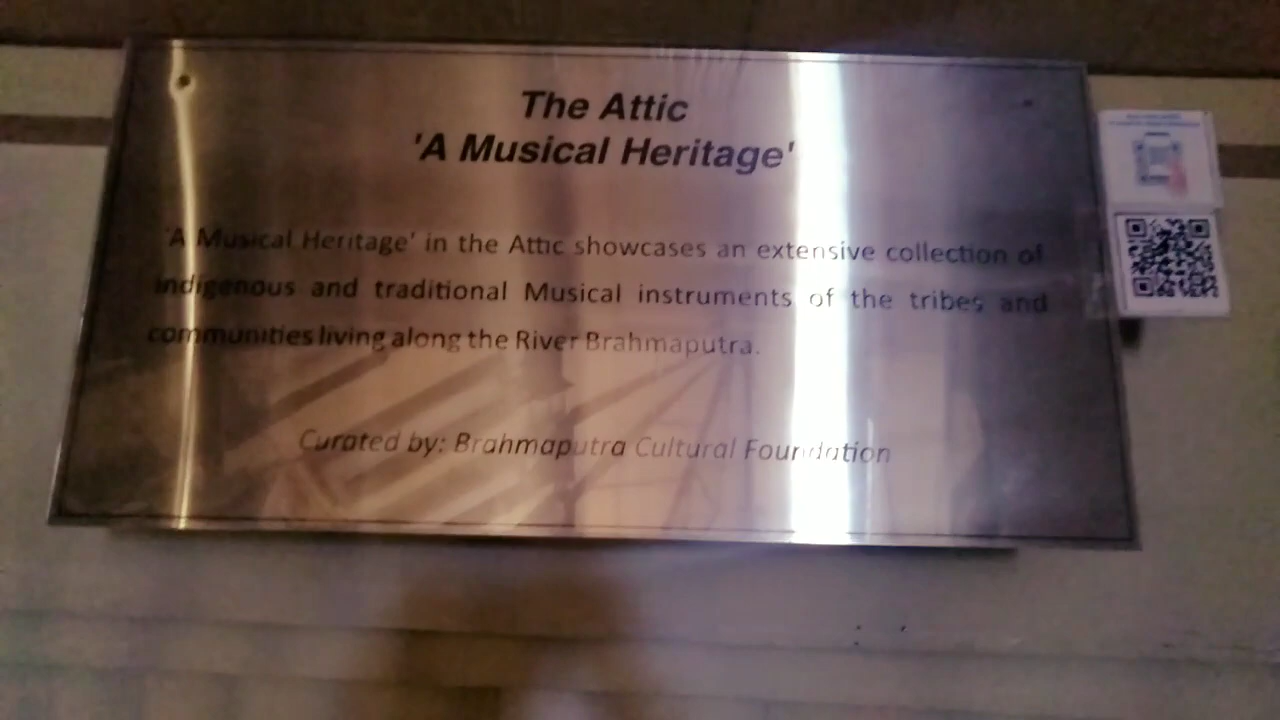 The Attic
'A Musical Heritage'
'A Musical Heritage' in the Attic showcases an extensive collection of
indigenous and traditional Musical instruments of the tribes and
communities living along the River Brahmaputra.
Curated by: Brahmaputra Cultural Foundation